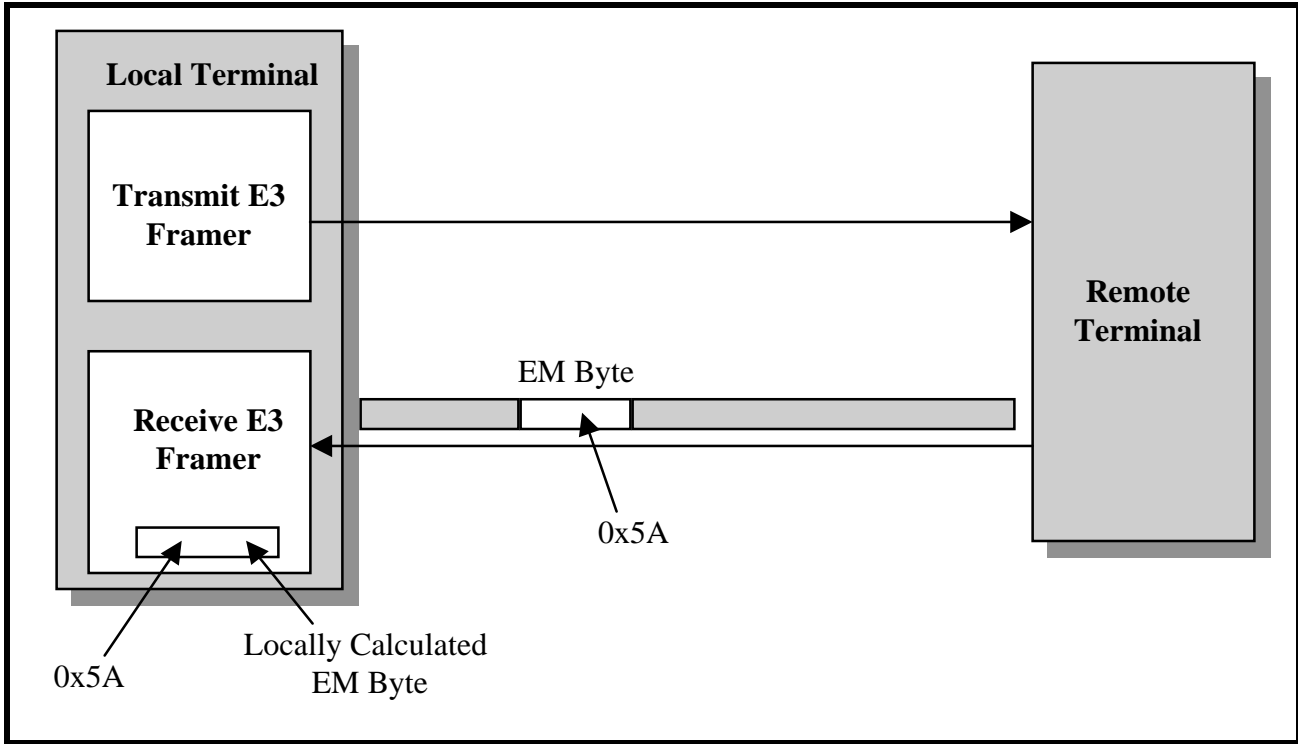 Local Terminal
Transmit E3
Framer
Remote
Terminal
EM Byte
Receive E3
Framer
0x5A
Locally Calculated
EM Byte
0x5A